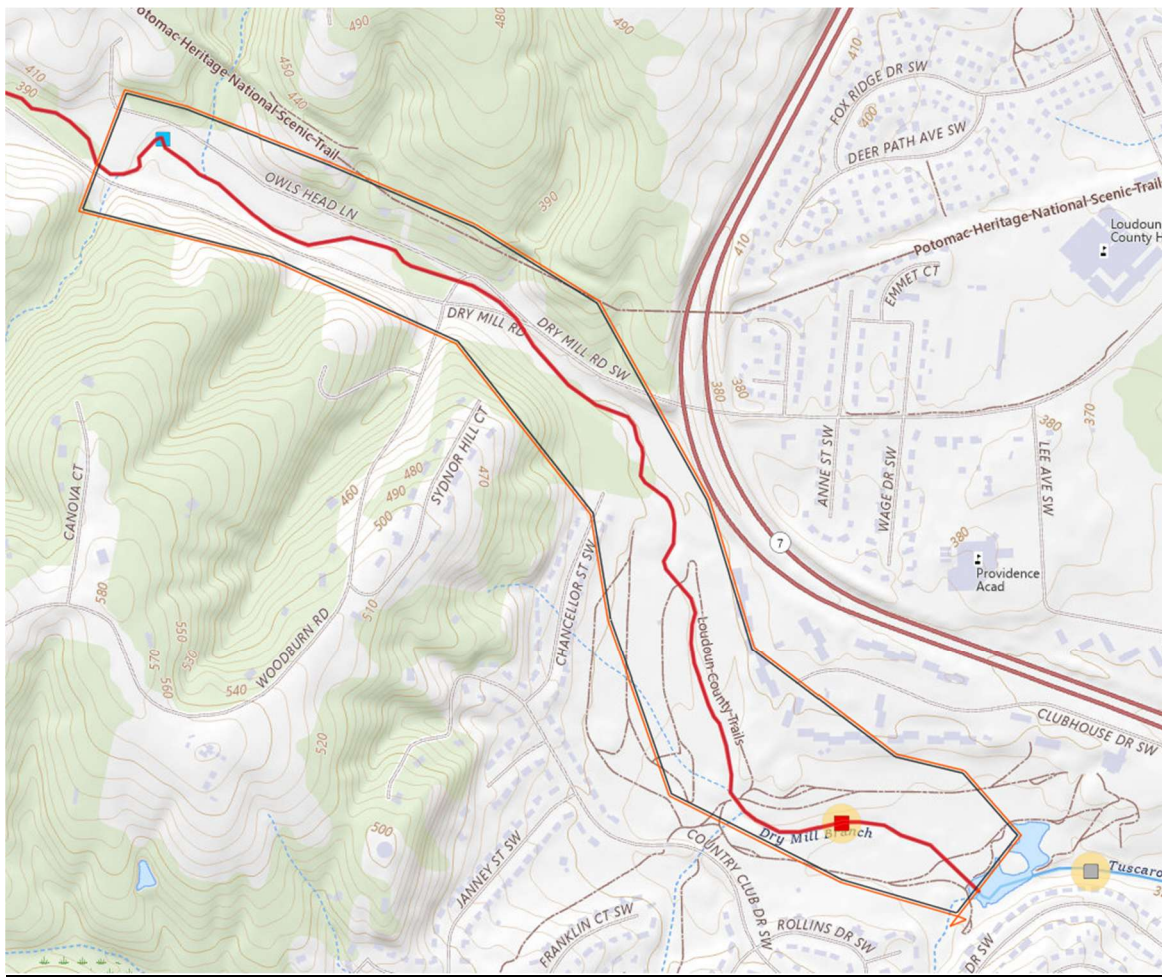 490
480
490
Potomac-Heritage-National-Scenic-Trail
410
390
450
440
410
FOX RIDGE DR SW
400
DEER PATH AVE SW
OWLS HEAD LN
390
Potomac-Heritage-National-Scenic-Trail
410
Loudoun
County H
EMMET CT
DRY MILL RD
DRY MILL RD SW
380
380
370
380
SYDNOR HILL CT
480
470
490
460
500
CANOVA CT
ANNE ST SW
WAGE DR SW
LEE AVE SW
7
380
Providence
Acad
580
510
CHANCELLOR ST SW
WOODBURN RD
550
570
530
560
540
520
Loudoun-County-Trails
CLUBHOUSE DR SW
500
Dry Mill Branch
Tuscaro
JANNEY ST SW
COUNTRY CLUB DR SW
FRANKLIN CT SW
ROLLINS DR SW
DR SW